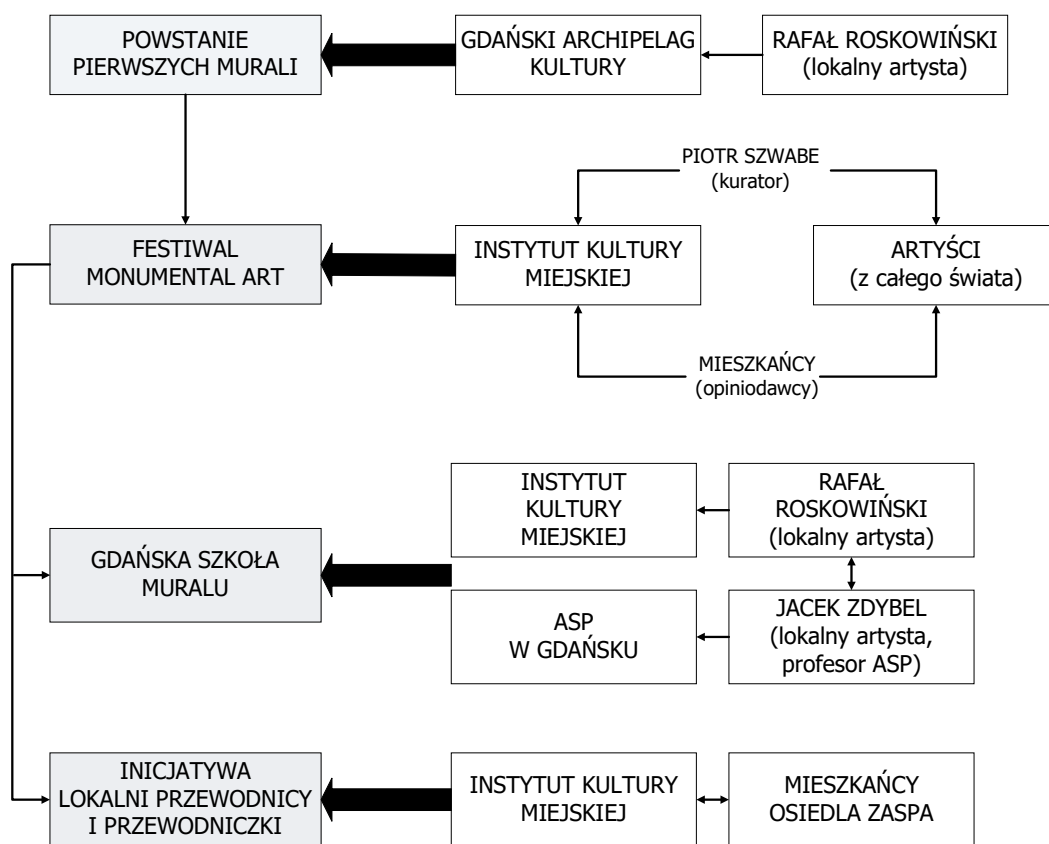 POWSTANIE
PIERWSZYCH MURALI
GDAŃSKI ARCHIPELAG
KULTURY
RAFAŁ ROSKOWIŃSKI
(lokalny artysta)
PIOTR SZWABE
(kurator)
FESTIWAL
MONUMENTAL ART
INSTYTUT KULTURY
MIEJSKIEJ
ARTYŚCI
(z całego świata)
MIESZKAŃCY
(opiniodawcy)
INSTYTUT
KULTURY
MIEJSKIEJ
RAFAŁ
ROSKOWIŃSKI
(lokalny artysta)
GDAŃSKA SZKOŁA
MURALU
ASP
W GDAŃSKU
JACEK ZDYBEL
(lokalny artysta,
profesor ASP)
INICJATYWA
LOKALNI PRZEWODNICY
I PRZEWODNICZKI
INSTYTUT KULTURY
MIEJSKIEJ
MIESZKAŃCY
OSIEDLA ZASPA